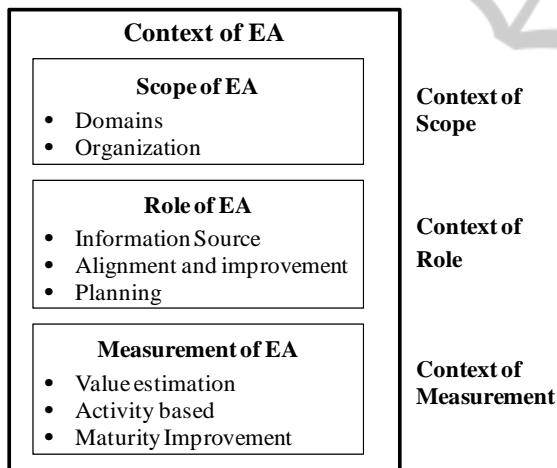 Context of EA
Scope of EA
• Domains
• Organization
Context of
Scope
Role of EA
• Information Source
• Alignment and improvement
• Planning
Context of
Role
Measurement of EA
• Value estimation
• Activity based
• Maturity Improvement
Context of
Measurement